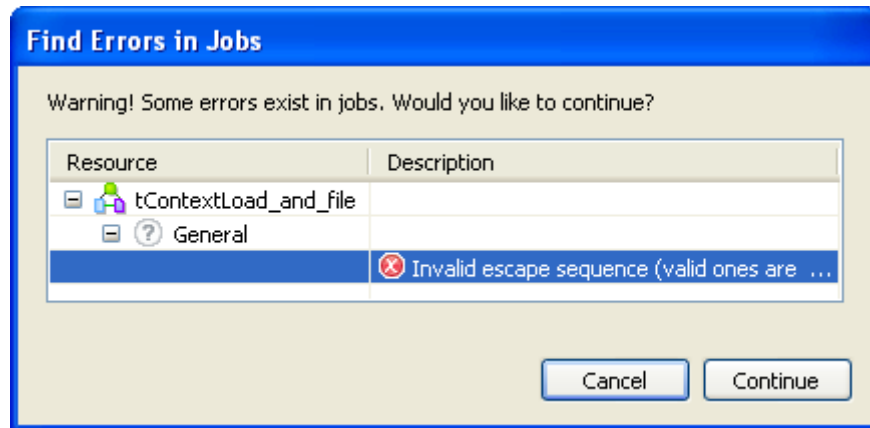 Find Errors in Jobs
Warning! Some errors exist in jobs. Would you like to continue?
Resource Description
tContextLoad_and_file
? General
Invalid escape sequence (valid ones are ...
Cancel Continue